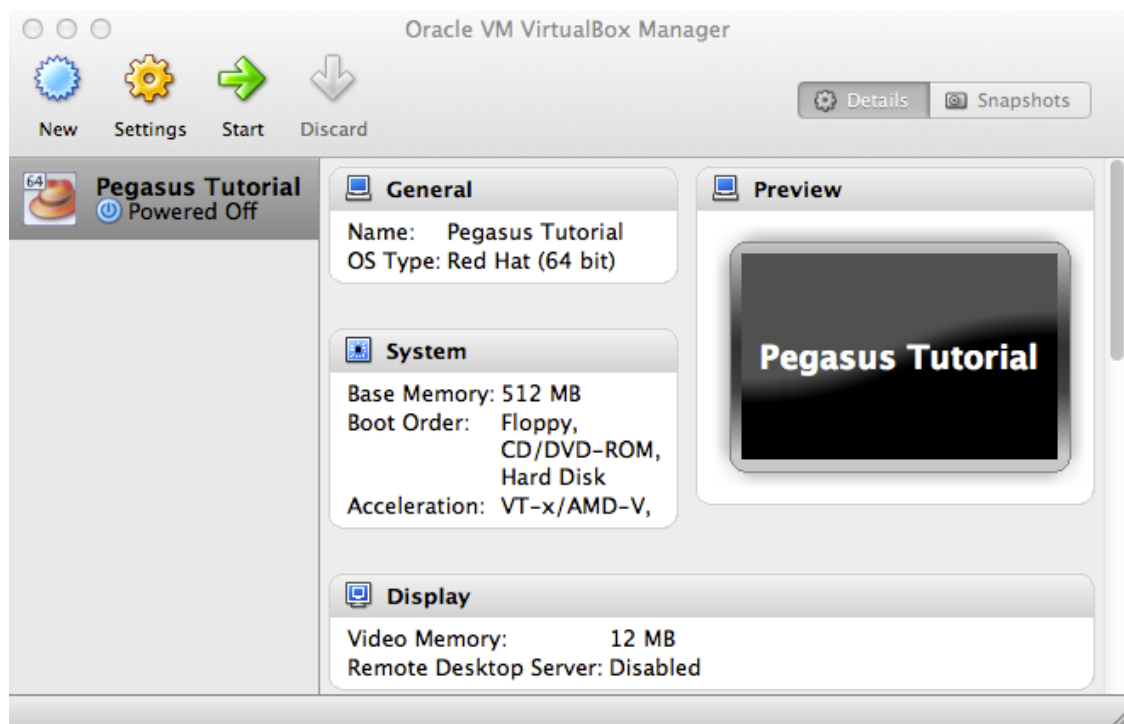 Oracle VM VirtualBox Manager
New
Settings
Start
Discard
Details
Snapshots
64
Pegasus Tutorial
Powered Off
General
Name: Pegasus Tutorial
OS Type: Red Hat (64 bit)
System
Base Memory: 512 MB
Boot Order: Floppy,
CD/DVD-ROM,
Hard Disk
Acceleration: VT-x/AMD-V,
Preview
Pegasus Tutorial
Display
Video Memory: 12 MB
Remote Desktop Server: Disabled